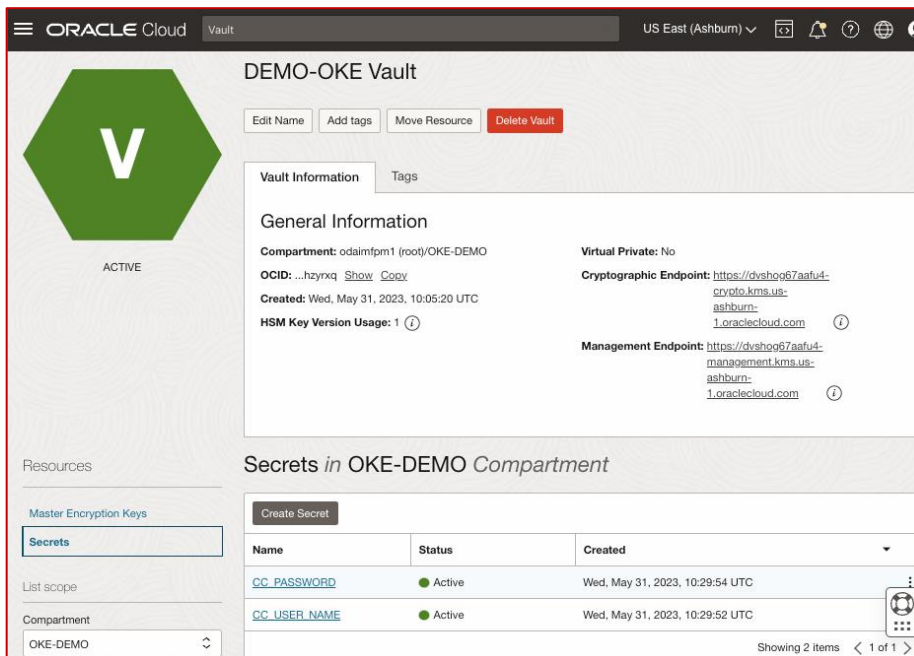 ORACLE Cloud
Vault
US East (Ashburn)
V
ACTIVE
DEMO-OKE Vault
Edit Name
Add tags
Move Resource
Delete Vault
Vault Information
Tags
General Information
Compartment: odaimfpm1 (root)/OKE-DEMO
OCID: ...hzyrxq Show Copy
Created: Wed, May 31, 2023, 10:05:20 UTC
HSM Key Version Usage: 1
Virtual Private: No
Cryptographic Endpoint: https://dvshog67aafu4-
crypto.kms.us-
ashburn-
1.oraclecloud.com
Management Endpoint: https://dvshog67aafu4-
management.kms.us-
ashburn-
1.oraclecloud.com
Resources
Master Encryption Keys
Secrets
List scope
Compartment
OKE-DEMO
Secrets in OKE-DEMO Compartment
Create Secret
Name Status Created
CC_PASSWORD Active Wed, May 31, 2023, 10:29:54 UTC
CC_USER_NAME Active Wed, May 31, 2023, 10:29:52 UTC
Showing 2 items < 1 of 1 >